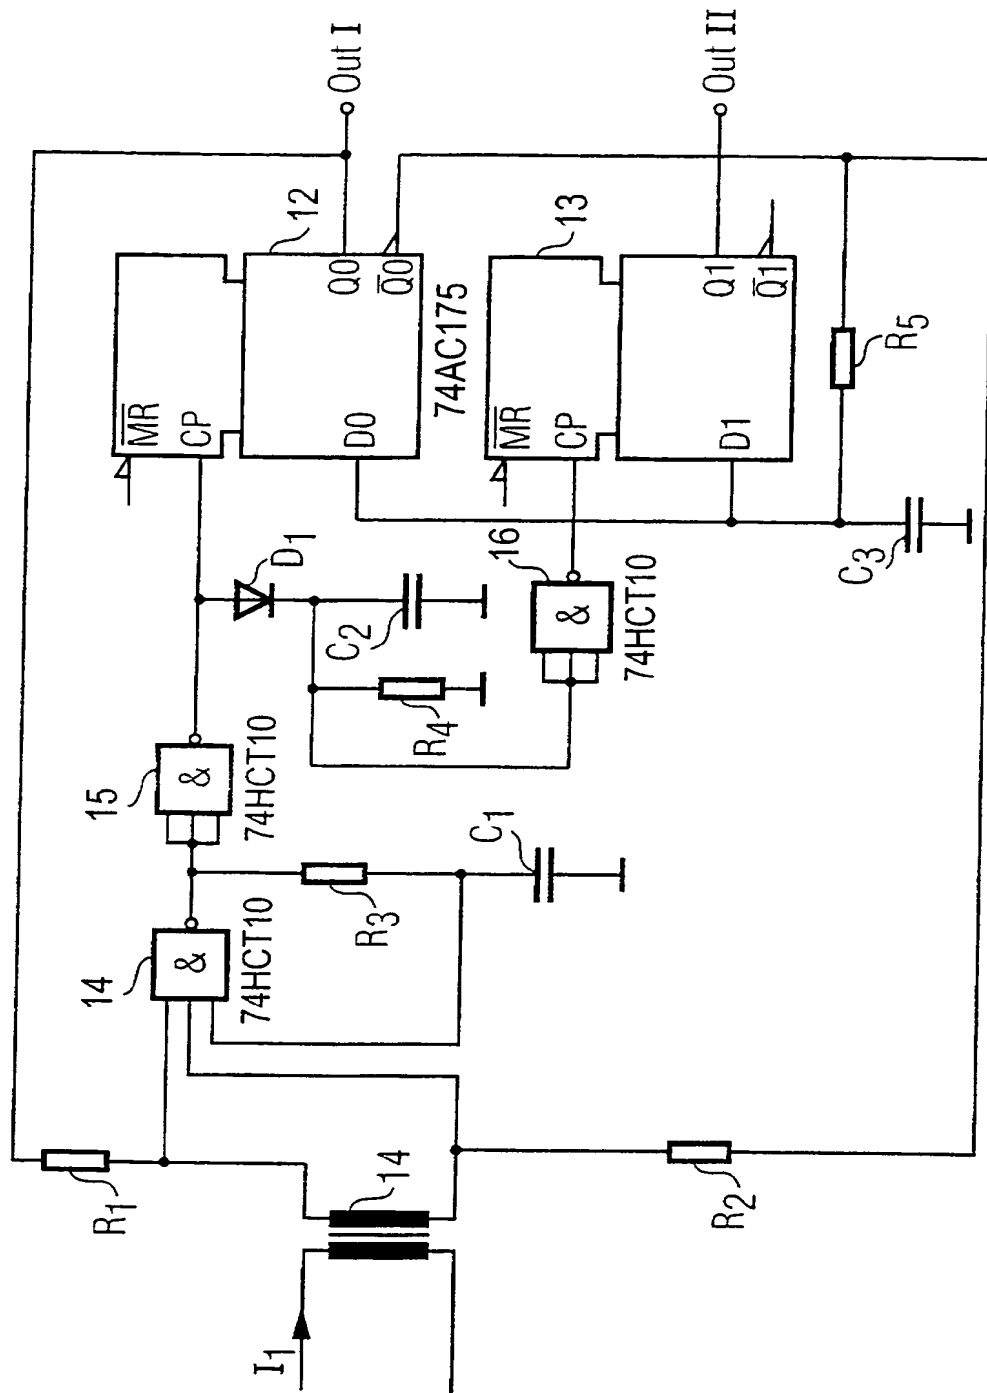 Out I
Out II
12
MR
CP
Q0
Q0
D0
74AC175
13
MR
CP
Q1
Q1
D1
R5
C3
D1
C2
R4
16
&
74HCT10
15
&
74HCT10
R3
C1
14
&
74HCT10
R1
14
R2
I1